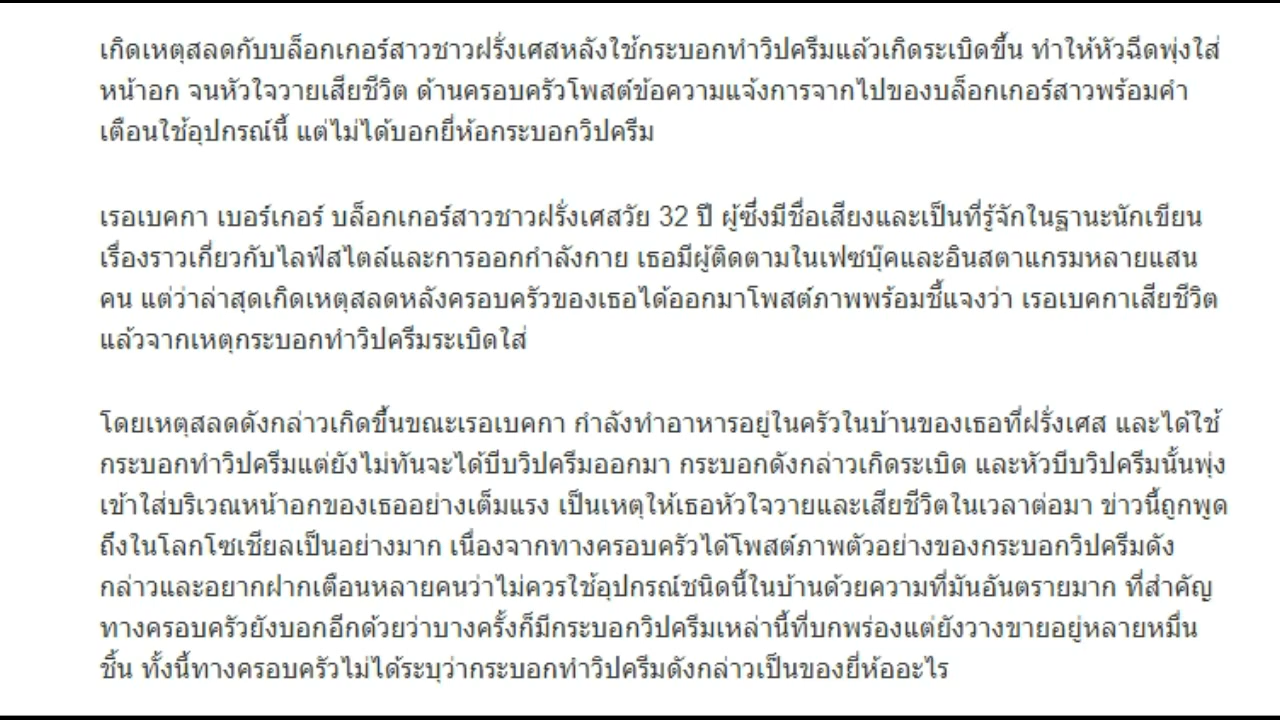 เกิดเหตุสลดกับบล็อกเกอร์สาวชาวฝรั่งเศสหลังใช้กระบอกทำวิปครีมแล้วเกิดระเบิดขึ้น ทำให้หัวฉีดพุ่งใส่
หน้าอก จนหัวใจวายเสียชีวิต ด้านครอบครัวโพสต์ข้อความแจ้งการจากไปของบล็อกเกอร์สาวพร้อมคำ
เตือนใช้อุปกรณ์นี้ แต่ไม่ได้บอกยี่ห้อกระบอกวิปครีม
เรอเบคกา เบอร์เกอร์ บล็อกเกอร์สาวชาวฝรั่งเศสวัย 32 ปี ผู้ซึ่งมีชื่อเสียงและเป็นที่รู้จักในฐานะนักเขียน
เรื่องราวเกี่ยวกับไลฟ์สไตล์และการออกกำลังกาย เธอมีผู้ติดตามในเฟซบุ๊คและอินสตาแกรมหลายแสน
คน แต่ว่าล่าสุดเกิดเหตุสลดหลังครอบครัวของเธอได้ออกมาโพสต์ภาพพร้อมชี้แจงว่า เรอเบคกาเสียชีวิต
แล้วจากเหตุกระบอกทำวิปครีมระเบิดใส่
โดยเหตุสลดดังกล่าวเกิดขึ้นขณะเรอเบคกา กำลังทำอาหารอยู่ในครัวในบ้านของเธอที่ฝรั่งเศส และได้ใช้
กระบอกทำวิปครีมแต่ยังไม่ทันจะได้บีบวิปครีมออกมา กระบอกดังกล่าวเกิดระเบิด และหัวบีบวิปครีมนั้นพุ่ง
เข้าใส่บริเวณหน้าอกของเธออย่างเต็มแรง เป็นเหตุให้เธอหัวใจวายและเสียชีวิตในเวลาต่อมา ข่าวนี้ถูกพูด
ถึงในโลกโซเชียลเป็นอย่างมาก เนื่องจากทางครอบครัวได้โพสต์ภาพตัวอย่างของกระบอกวิปครีมดัง
กล่าวและอยากฝากเตือนหลายคนว่าไม่ควรใช้อุปกรณ์ชนิดนี้ในบ้านด้วยความที่มันอันตรายมาก ที่สำคัญ
ทางครอบครัวยังบอกอีกด้วยว่าบางครั้งก็มีกระบอกวิปครีมเหล่านี้ที่บกพร่องแต่ยังวางขายอยู่หลายหมื่น
ชิ้น ทั้งนี้ทางครอบครัวไม่ได้ระบุว่ากระบอกทำวิปครีมดังกล่าวเป็นของยี่ห้ออะไร